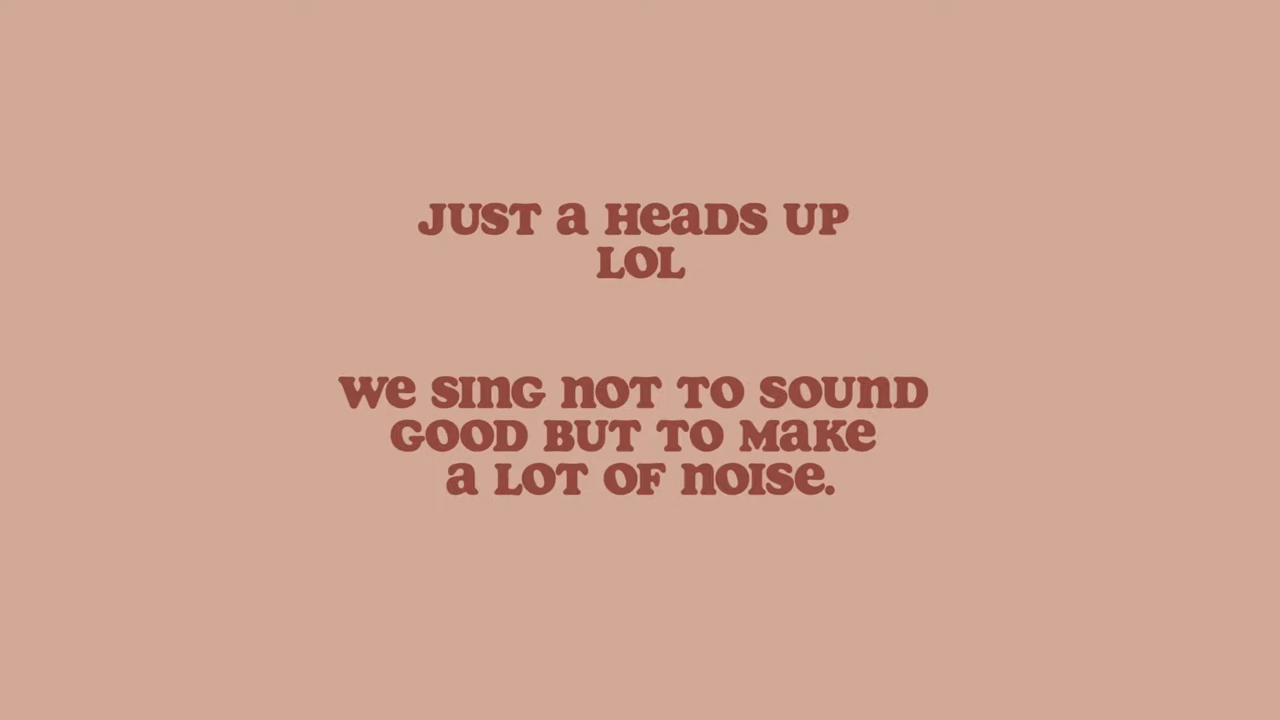 JUST a HeaDS UP
LOL
We SING nOT TO SOUnD
GOOD BUT TO MaKe
a LOT OF nOISe.